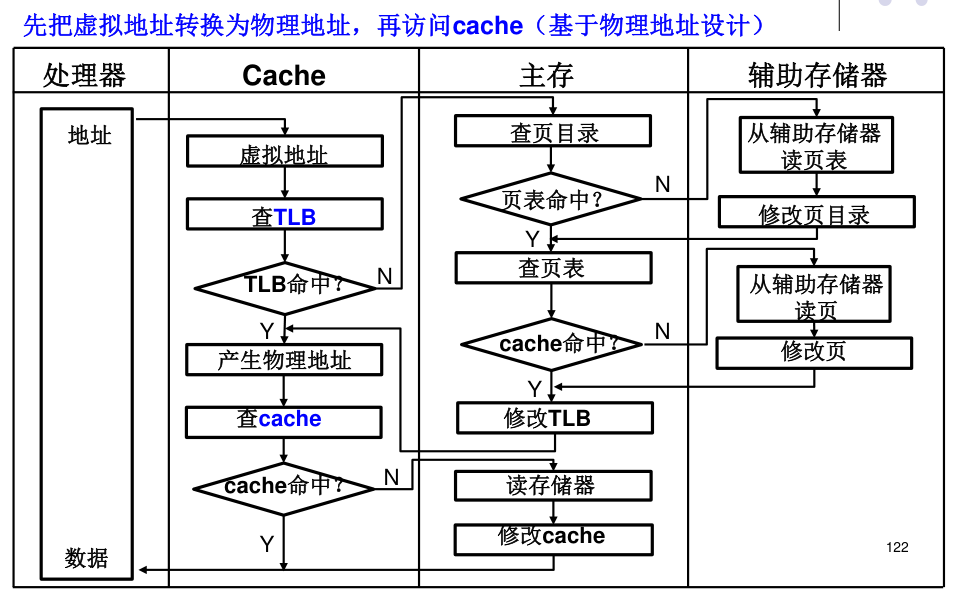 先把虚拟地址转换为物理地址，再访问cache（基于物理地址设计）
处理器
Cache
主存
辅助存储器
地址
数据
虚拟地址
查TLB
TLB命中?
N
Y
产生物理地址
查cache
cache命中?
N
Y
查页目录
页表命中?
N
Y
查页表
cache命中?
N
Y
修改TLB
读存储器
修改cache
从辅助存储器
读页表
修改页目录
从辅助存储器
读页
修改页
122